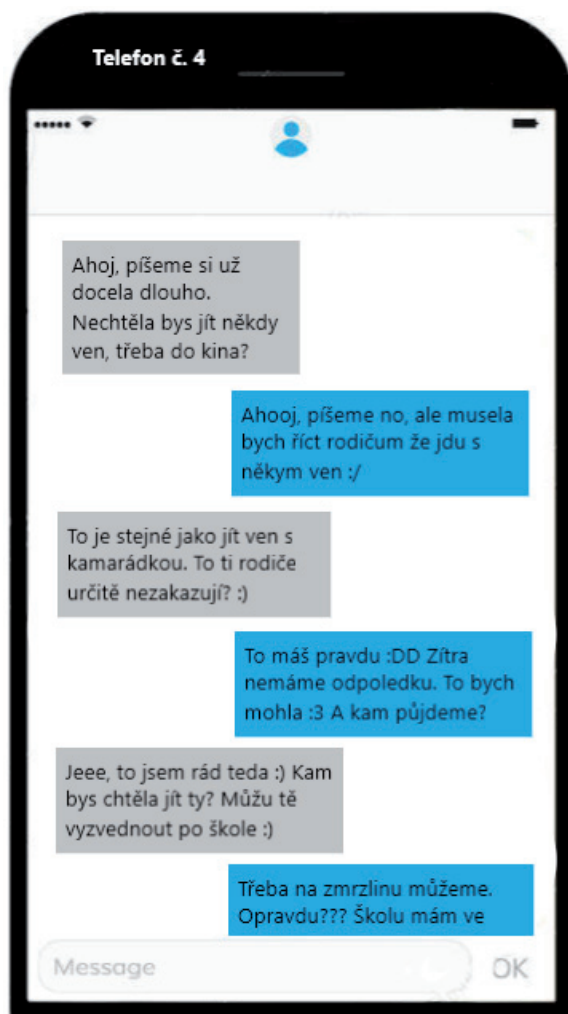 Telefon č. 4
Ahoj, píšeme si už
docela dlouho.
Nechtěla bys jít někdy
ven, třeba do kina?
Ahooj, píšeme no, ale musela
bych říct rodičum že jdu s
někym ven :/
To je stejné jako jít ven s
kamarádkou. To ti rodiče
určitě nezakazují? :)
To máš pravdu :DD Zítra
nemáme odpoledku. To bych
mohla :3 A kam půjdeme?
Jeee, to jsem rád teda :) Kam
bys chtěla jít ty? Můžu tě
vyzvednout po škole :)
Třeba na zmrzlinu můžeme.
Opravdu??? Školu mám ve
Message
OK